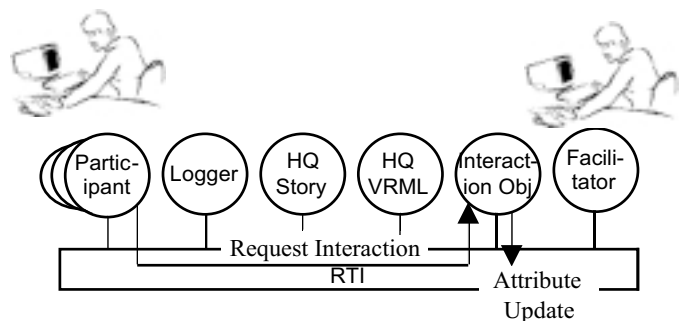 Partic-
ipant
Logger
HQ
Story
HQ
VRML
Interact-
ion Obj
Facili-
tator
Request Interaction
RTI
Attribute
Update